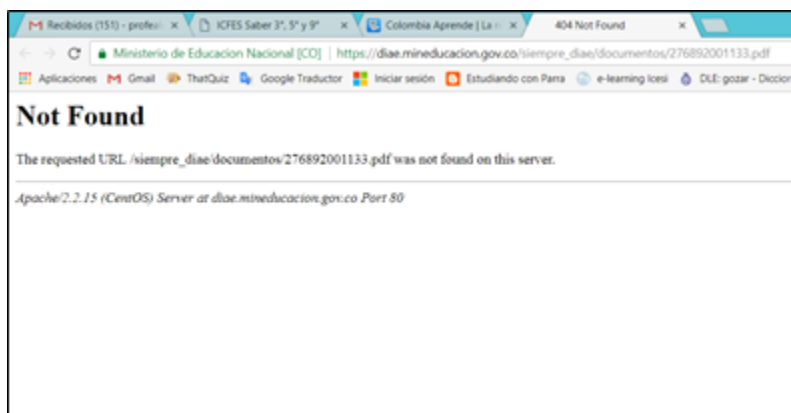 Recibidos (151) - profeal
ICFES Saber 3°, 5° y 9°
Colombia Aprende | La r
404 Not Found
Ministerio de Educacion Nacional [CO] | https://diae.mineducacion.gov.co/siempre_diae/documentos/276892001133.pdf
Aplicaciones Gmail ThatQuiz Google Traductor Iniciar sesión Estudiando con Parra e-learning Icesi DLE: gozar - Diccior
Not Found
The requested URL /siempre_diae/documentos/276892001133.pdf was not found on this server.
Apache/2.2.15 (CentOS) Server at diae.mineducacion.gov.co Port 80